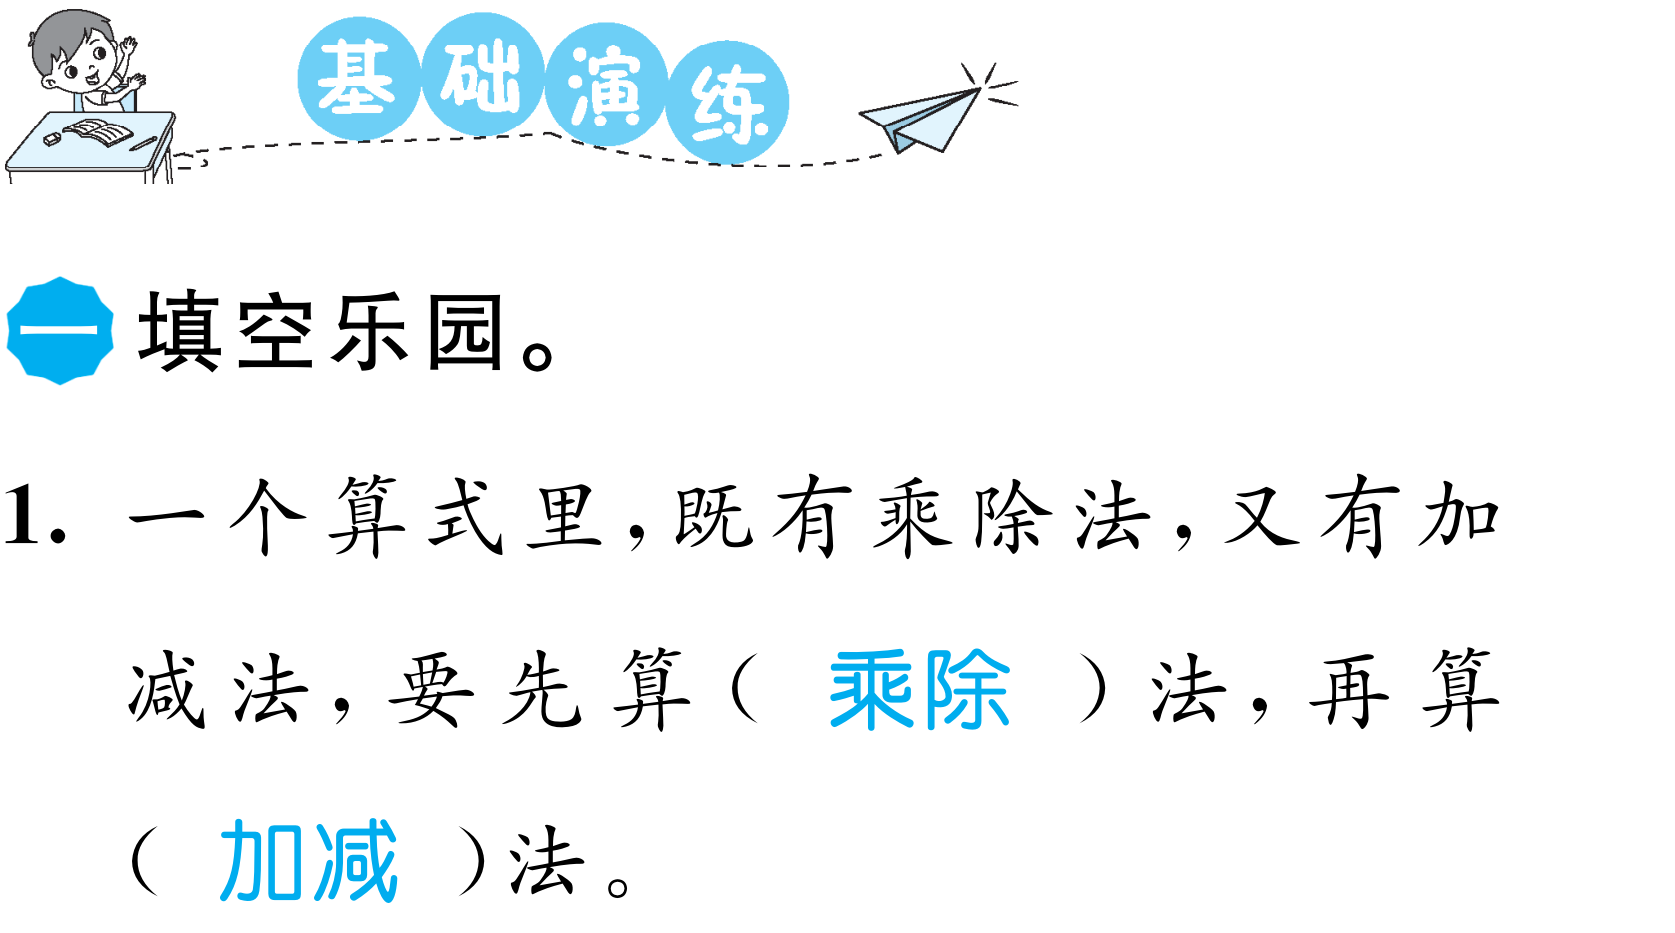 基础演练
一 填空乐园。
1. 一个算式里,既有乘除法,又有加
减法,要先算( 乘除 )法,再算
( 加减 )法。